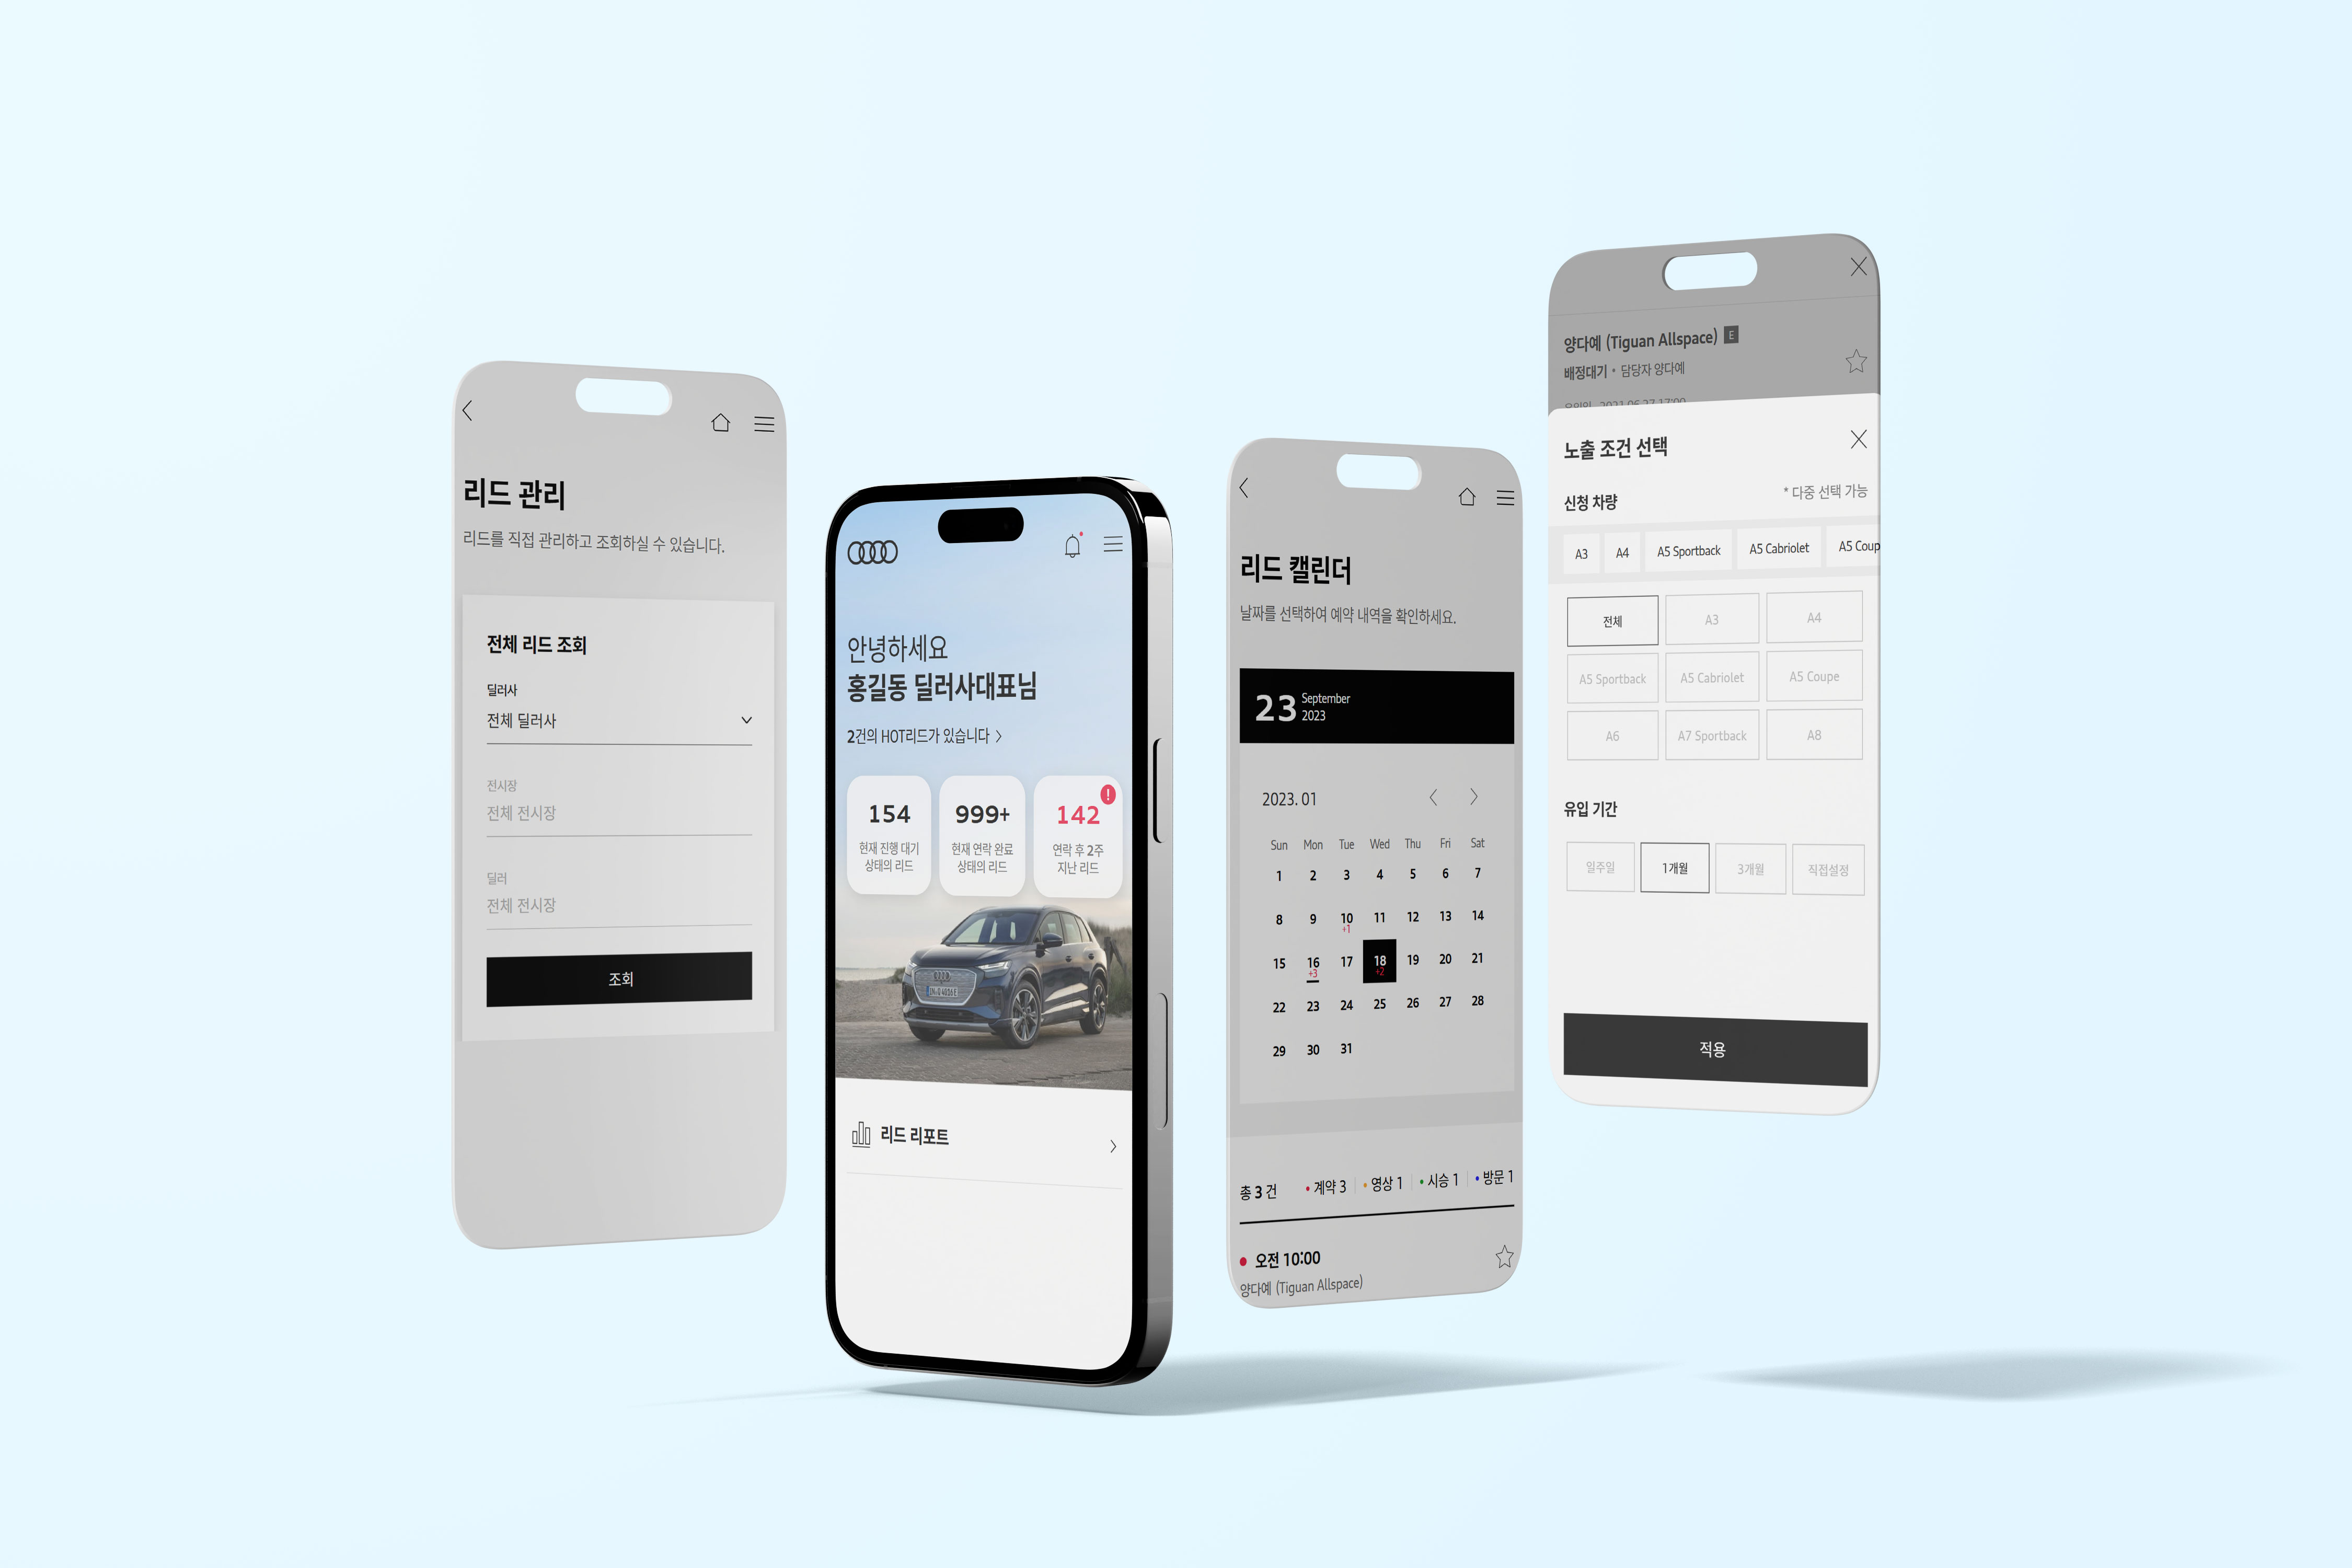 리드 관리
리드를 직접 관리하고 조회하실 수 있습니다.
전체 리드 조회
딜러사
전체 딜러사
전시장
전체 전시장
딜러
전체 전시장
조회
안녕하세요
홍길동 딜러사대표님
2건의 HOT리드가 있습니다
154
현재 진행 대기
상태의 리드
999+
현재 연락 완료
상태의 리드
142
!
연락 후 2주
지난 리드
리드 리포트
리드 캘린더
날짜를 선택하여 예약 내역을 확인하세요.
23 September
2023
2023. 01
Sun Mon Tue Wed Thu Fri Sat
1 2 3 4 5 6 7
8 9 10 11 12 13 14
+1
15 16 17 18 19 20 21
+3 +2
22 23 24 25 26 27 28
29 30 31
총 3 건 • 계약 3 • 영상 1 • 시승 1 • 방문 1
오전 10:00
양다예 (Tiguan Allspace)
양다예 (Tiguan Allspace) E
배정대기 • 담당자 양다예
노출 조건 선택
신청 차량 * 다중 선택 가능
A3 A4 A5 Sportback A5 Cabriolet A5 Coup
전체 A3 A4
A5 Sportback A5 Cabriolet A5 Coupe
A6 A7 Sportback A8
유입 기간
일주일 1개월 3개월 직접설정
적용